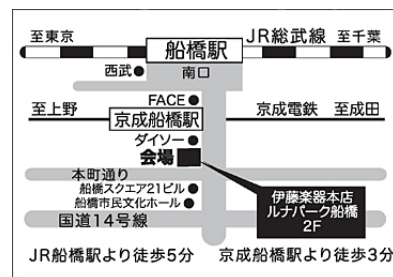 至東京
船橋駅
JR総武線
至千葉
西武●
南口
FACE●
至上野
京成船橋駅
京成電鉄
至成田
ダイソー●
会場■
本町通り
船橋スクエア21ビル●
船橋市民文化ホール●
国道14号線
伊藤楽器本店
ルナパーク船橋
2F
JR船橋駅より徒歩5分
京成船橋駅より徒歩3分